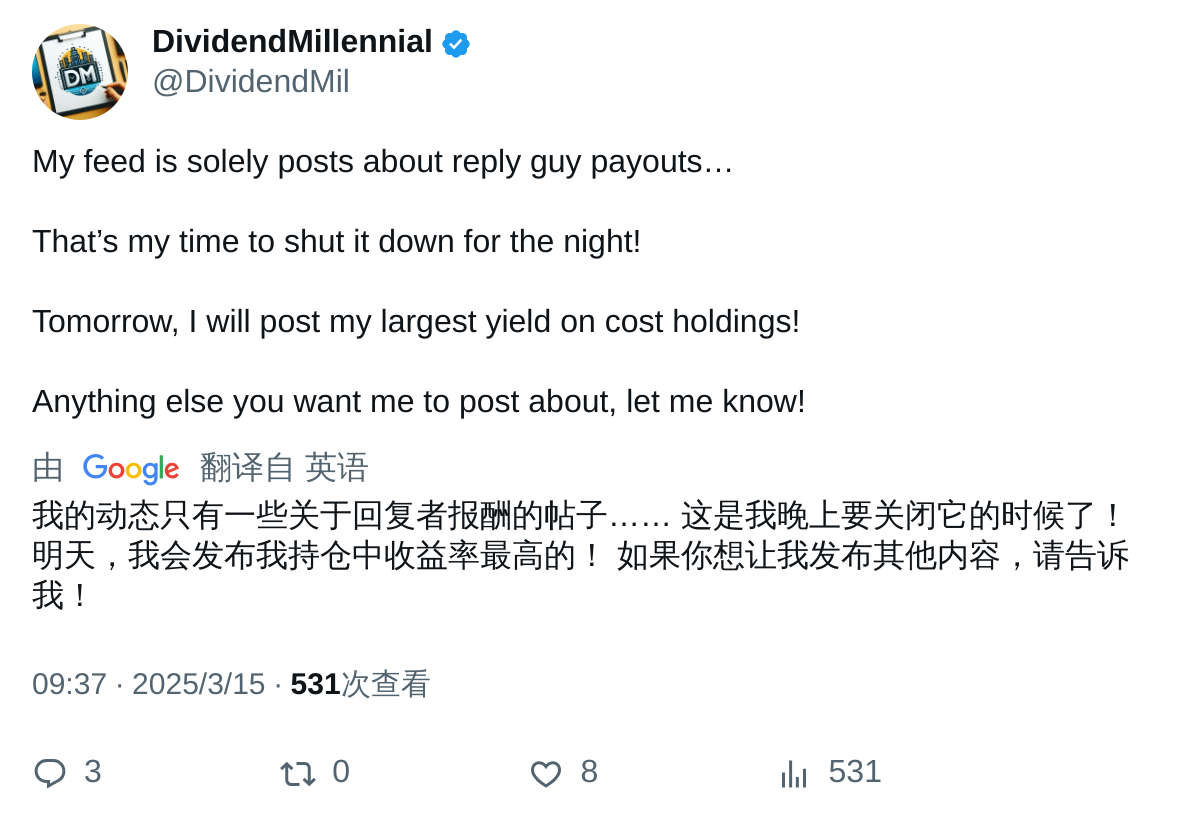 DM
DividendMillennial
@DividendMil
My feed is solely posts about reply guy payouts…
That’s my time to shut it down for the night!
Tomorrow, I will post my largest yield on cost holdings!
Anything else you want me to post about, let me know!
由 Google 翻译自 英语
我的动态只有一些关于回复者报酬的帖子…… 这是我晚上要关闭它的时候了！
明天，我会发布我持仓中收益率最高的！ 如果你想让我发布其他内容，请告诉
我！
09:37 · 2025/3/15 · 531次查看
3 0 8 531